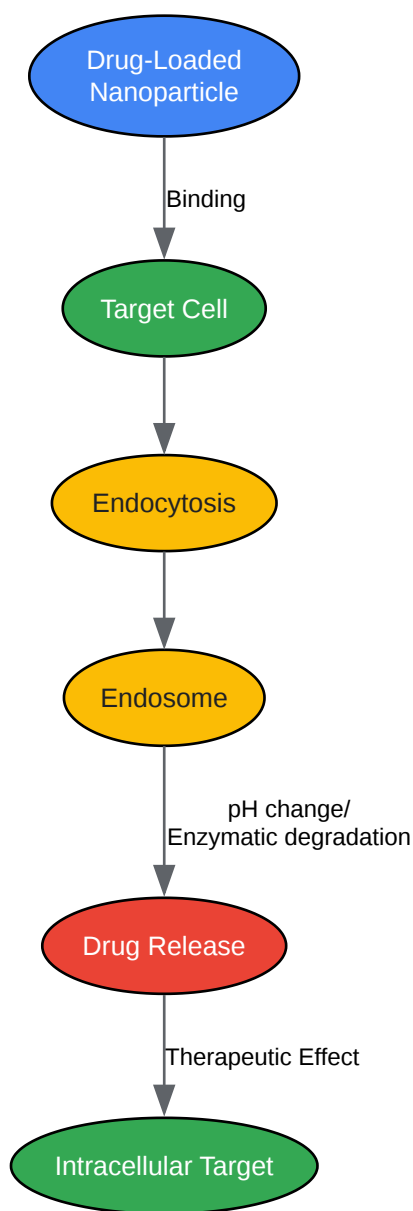 Drug-Loaded
Nanoparticle
Binding
Target Cell
Endocytosis
Endosome
pH change/
Enzymatic degradation
Drug Release
Therapeutic Effect
Intracellular Target